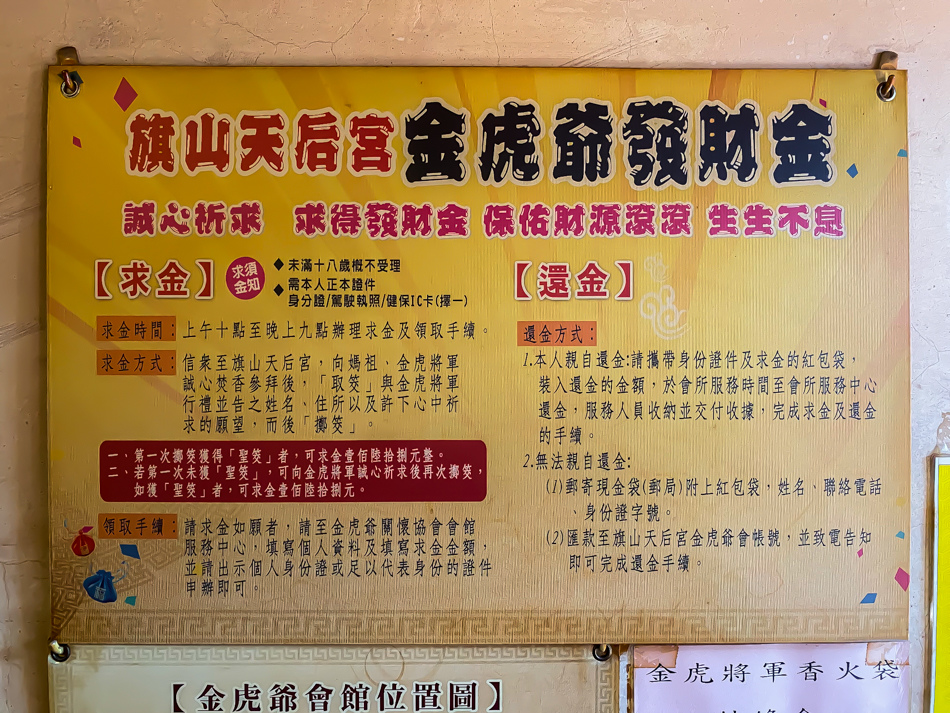 旗山天后宮金虎爺發財金
誠心祈求 求得發財金 保佑財源滾滾 生生不息
【求金】
求須
金知
◆未滿十八歲概不受理
◆需本人正本證件
身分證/駕駛執照/健保IC卡(擇一)
求金時間：上午十點至晚上九點辦理求金及領取手續。
求金方式：信衆至旗山天后宮，向媽祖、金虎將軍
誠心焚香參拜後，「取筊」與金虎將軍
行禮並告之姓名、住所以及許下心中祈
求的願望，而後「擲筊」。
一、第一次擲筊獲得「聖筊」者，可求金壹佰陸拾捌元整。
二、若第一次未獲「聖筊」，可向金虎將軍誠心祈求後再次擲筊，
如獲「聖筊」者，可求金壹佰陸拾捌元。
領取手續：請求金如願者，請至金虎爺關懷協會會館
服務中心，填寫個人資料及填寫求金金額，
並請出示個人身份證或足以代表身份的證件
申辦即可。
【還金】
還金方式：
1.本人親自還金:請攜帶身份證件及求金的紅包袋，
裝入還金的金額，於會所服務時間至會所服務中心
還金，服務人員收納並交付收據，完成求金及還金
的手續。
2.無法親自還金:
(1)郵寄現金袋(郵局)附上紅包袋，姓名、聯絡電話
、身份證字號。
(2)匯款至旗山天后宮金虎爺會帳號，並致電告知
即可完成還金手續。
【金虎爺會館位置圖】
金虎將軍香火袋